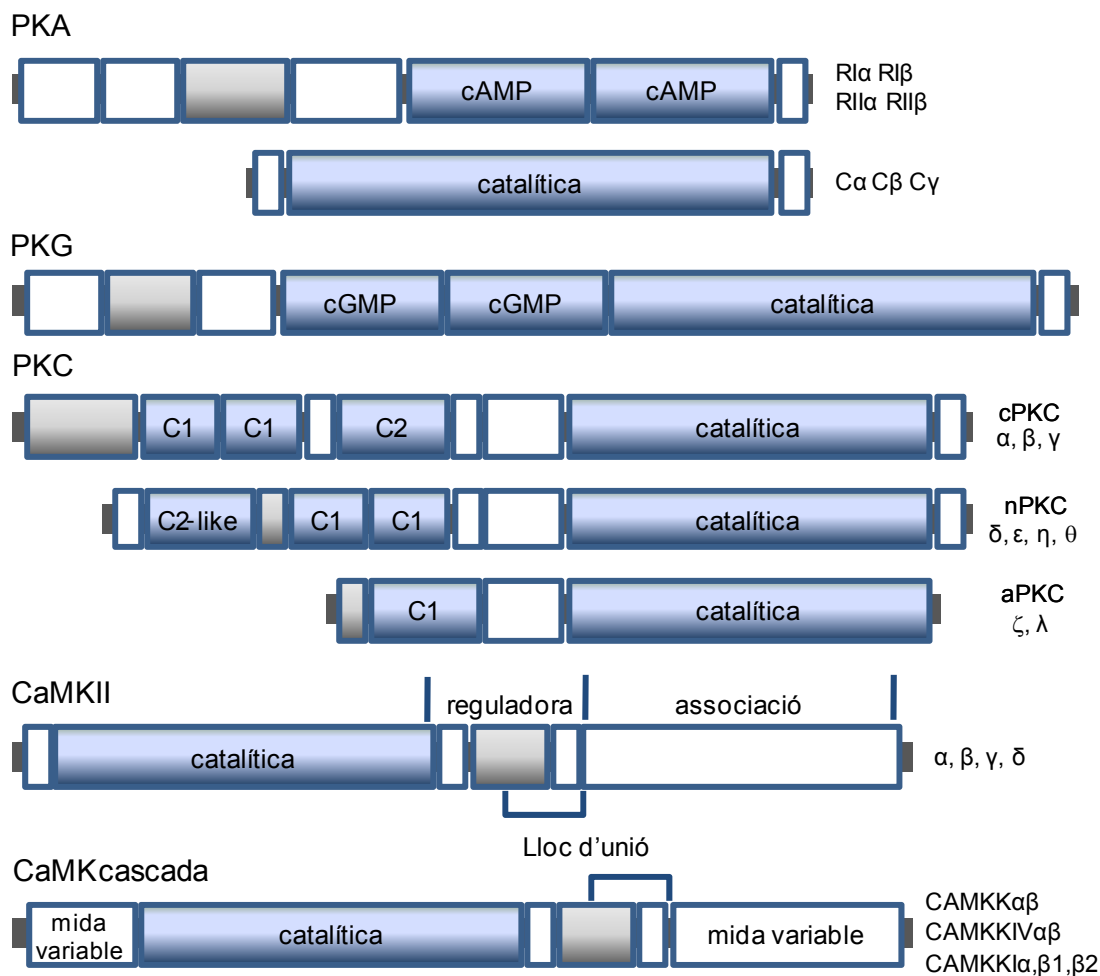 PKA
cAMP cAMP
RIα RIβ
RIIα RIIβ
catalítica
Cα Cβ Cγ
PKG
cGMP cGMP catalítica
PKC
C1 C1 C2 catalítica
cPKC
α, β, γ
C2-like C1 C1 catalítica
nPKC
δ, ε, η, θ
C1 catalítica
aPKC
ζ, λ
CaMKII
reguladora associació
catalítica
α, β, γ, δ
Lloc d'unió
CaMKcascada
mida
variable
catalítica
mida variable
CAMKKαβ
CAMKKIVαβ
CAMKKIα,β1,β2